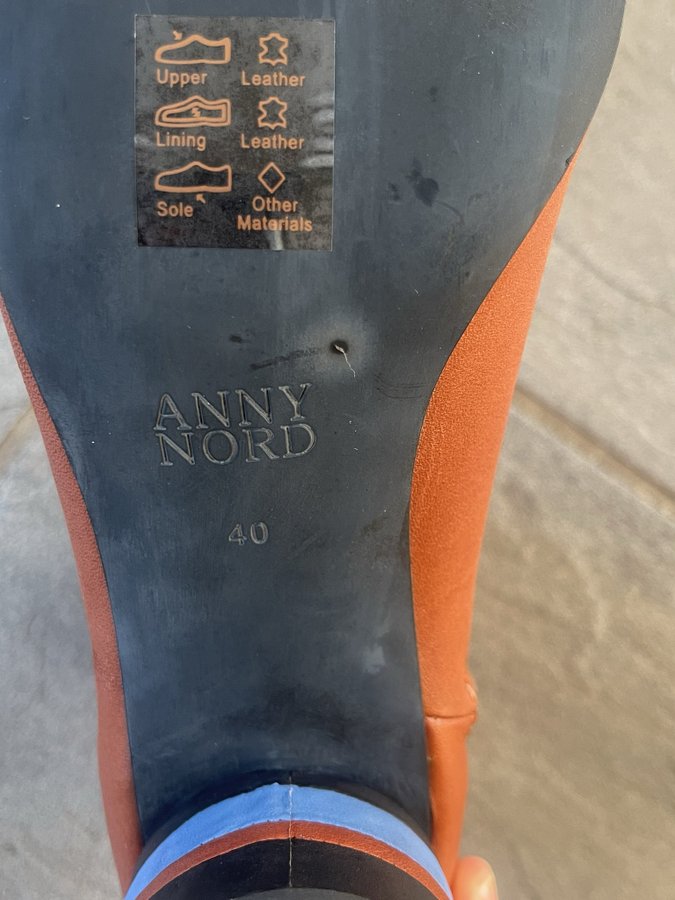 Upper Leather
Lining Leather
Sole Other
Materials
ANNY
NORD
40